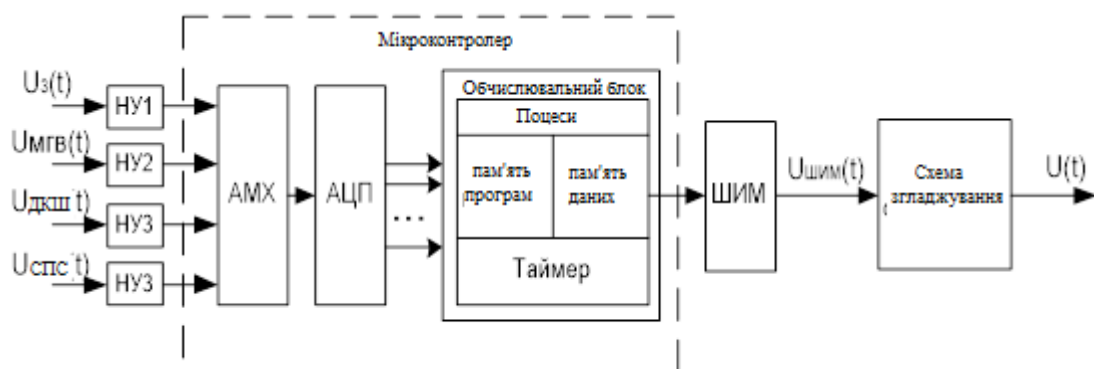 Мікроконтролер
Uз(t)
НУ1
Uмгв(t)
НУ2
Uдкш t)
НУ3
Uспс t)
НУ3
АМХ
АЦП
...
Обчислювальний блок
Поцеси
пам'ять
програм
пам'ять
даних
Таймер
ШИМ
Uшим(t)
Схема
згладжування
U(t)